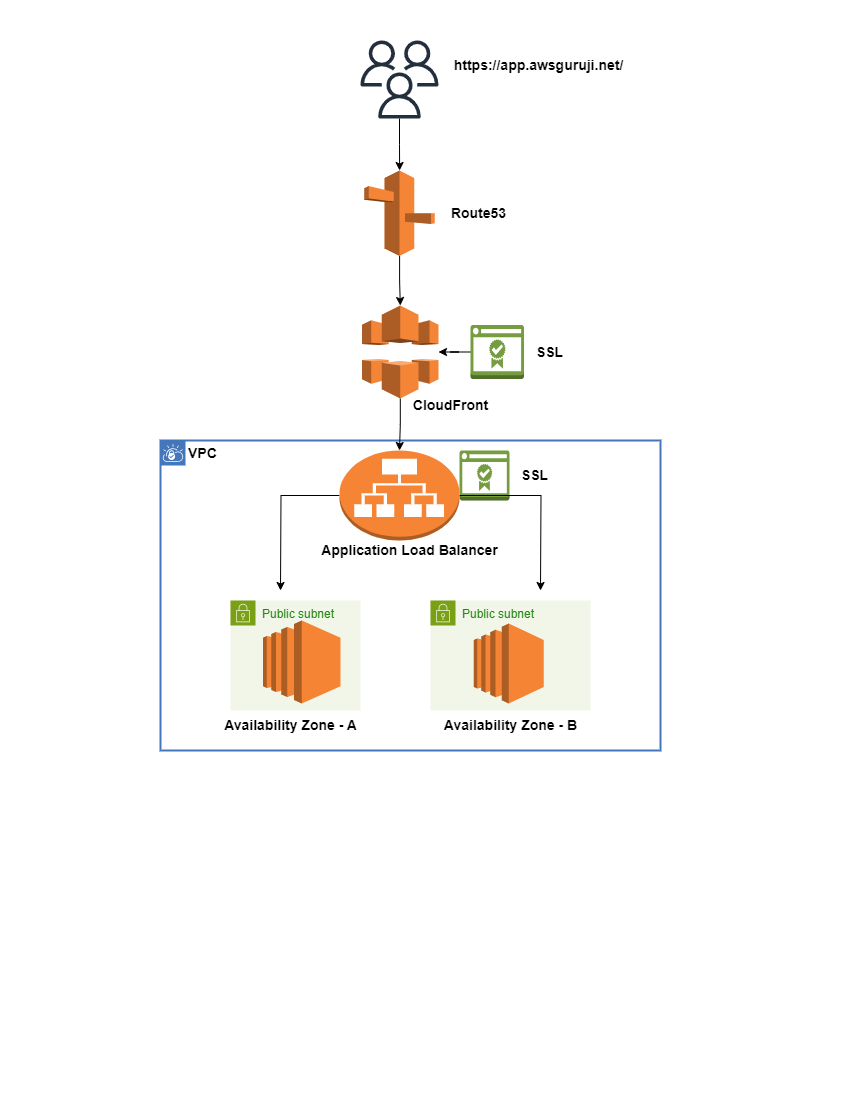 https://app.awsguruji.net/
Route53
SSL
CloudFront
VPC
SSL
Application Load Balancer
Public subnet
Public subnet
Availability Zone - A
Availability Zone - B